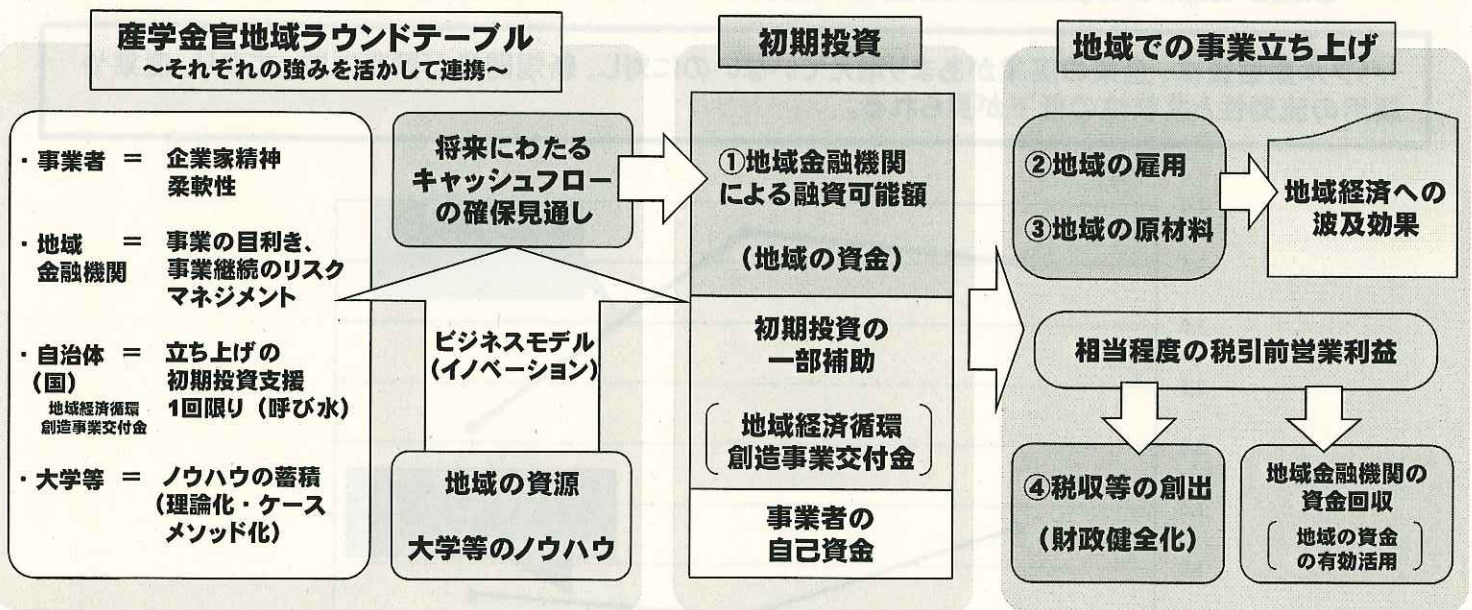 産学金官地域ラウンドテーブル
～それぞれの強みを活かして連携～
・事業者 ＝ 企業家精神
柔軟性
・地域 ＝ 事業の目利き、
金融機関 事業継続のリスク
マネジメント
・自治体 ＝ 立ち上げの
（国） 初期投資支援
地域経済循環 1回限り（呼び水）
創造事業交付金
・大学等 ＝ ノウハウの蓄積
（理論化・ケース
メソッド化）
将来にわたる
キャッシュフロー
の確保見通し
ビジネスモデル
（イノベーション）
地域の資源
大学等のノウハウ
初期投資
①地域金融機関
による融資可能額
（地域の資金）
初期投資の
一部補助
地域経済循環
創造事業交付金
事業者の
自己資金
地域での事業立ち上げ
②地域の雇用
③地域の原材料
地域経済への
波及効果
相当程度の税引前営業利益
④税収等の創出
（財政健全化）
地域金融機関の
資金回収
地域の資金
の有効活用